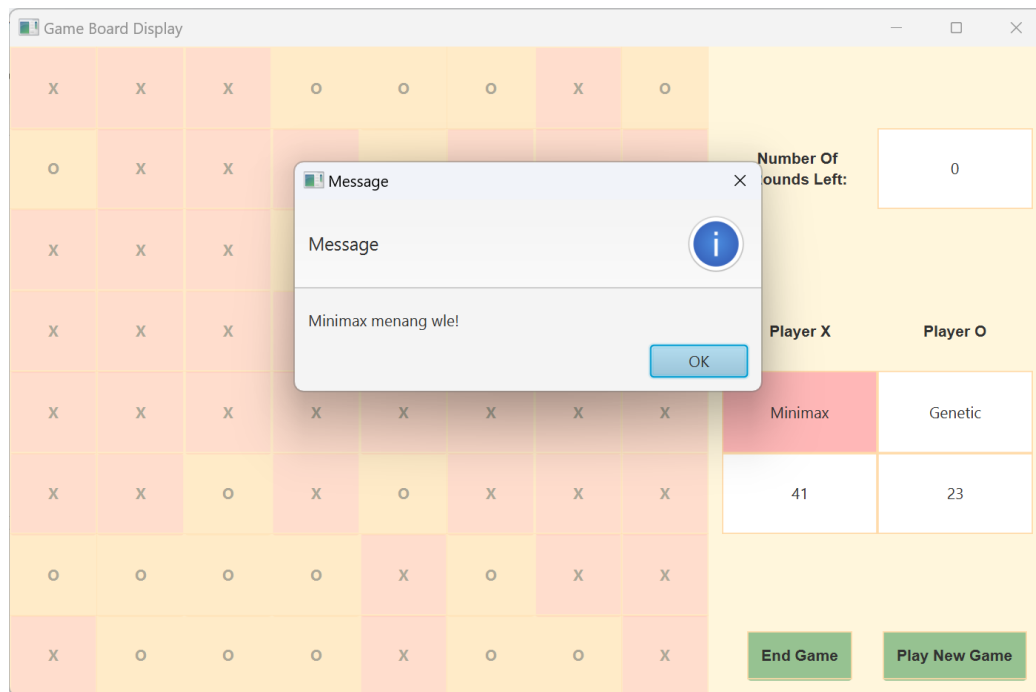 Game Board Display
X X X O O O X O
O X X
Number Of
ounds Left:
0
Message
Message
Minimax menang wle!
OK
X X X
X X X
Player X Player O
X X X X X X X X
Minimax Genetic
X X O X O X X X
41 23
O O O O X O X X
X O O O X O O X
End Game Play New Game